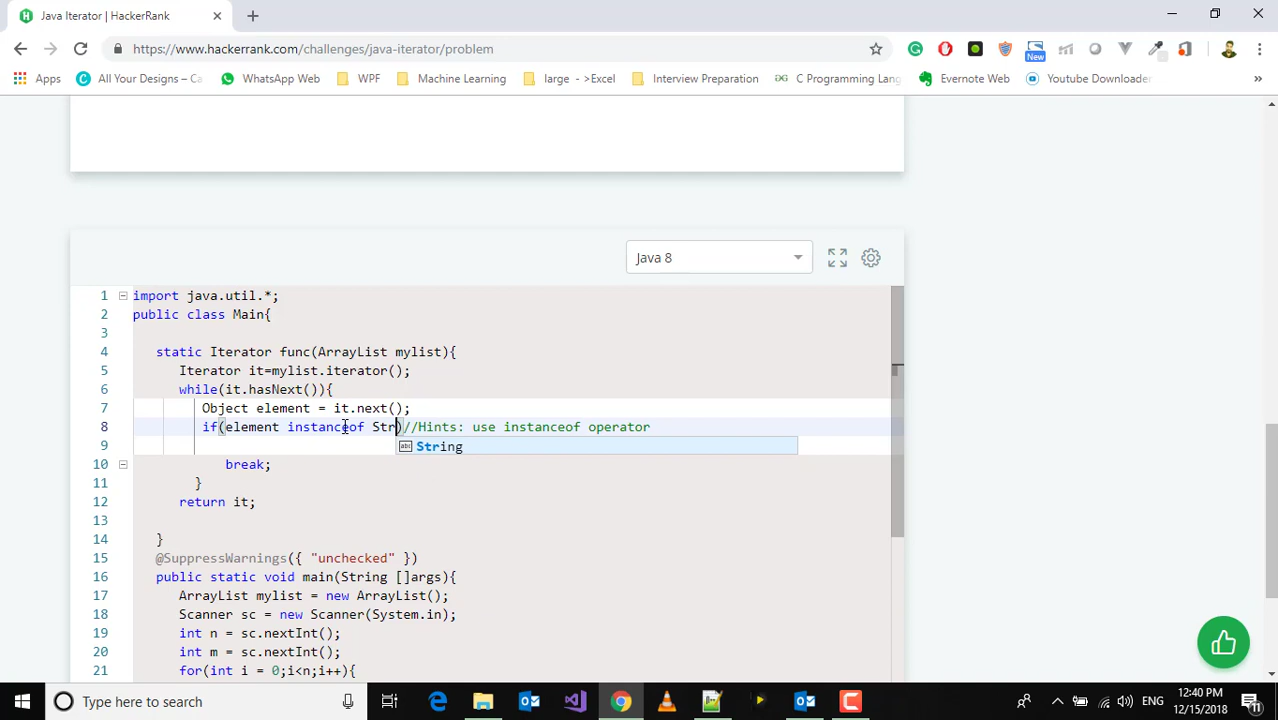 Java Iterator | HackerRank
https://www.hackerrank.com/challenges/java-iterator/problem
New
Apps All Your Designs – Ca WhatsApp Web WPF Machine Learning large ->Excel Interview Preparation C Programming Lang Evernote Web Youtube Downloader »
Java 8
1 import java.util.*;
2 public class Main{
3
4 static Iterator func(ArrayList mylist){
5 Iterator it=mylist.iterator();
6 while(it.hasNext()){
7 Object element = it.next();
8 if(element instanceof Str)//Hints: use instanceof operator
9 String
10 break;
11 }
12 return it;
13
14 }
15 @SuppressWarnings({ "unchecked" })
16 public static void main(String []args){
17 ArrayList mylist = new ArrayList();
18 Scanner sc = new Scanner(System.in);
19 int n = sc.nextInt();
20 int m = sc.nextInt();
21 for(int i = 0;i<n;i++){
Type here to search
ENG
12:40 PM
12/15/2018
11